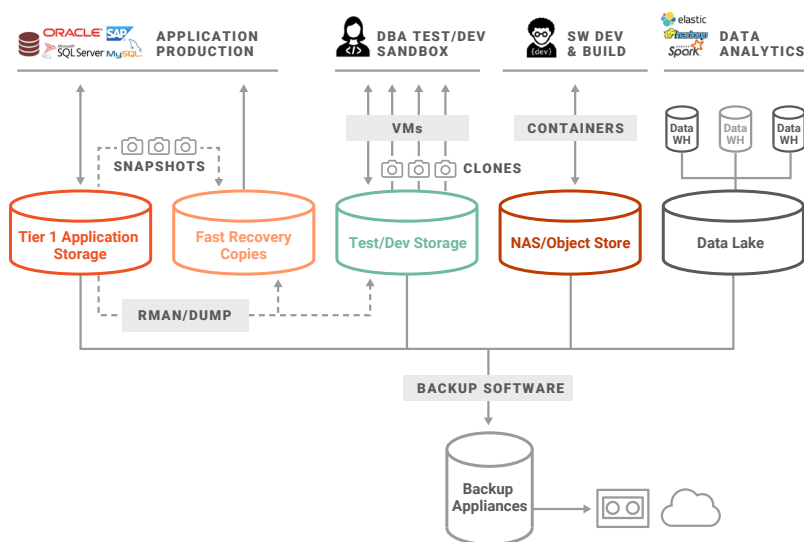 ORACLE
SAP
Microsoft
SQL Server
MySQL
APPLICATION
PRODUCTION
</>
DBA TEST/DEV
SANDBOX
{dev}
SW DEV
& BUILD
elastic
hadoop
Spark
DATA
ANALYTICS
VMs
CONTAINERS
Data
WH
Data
WH
Data
WH
SNAPSHOTS
CLONES
Tier 1 Application
Storage
Fast Recovery
Copies
Test/Dev Storage
NAS/Object Store
Data Lake
RMAN/DUMP
BACKUP SOFTWARE
Backup
Appliances